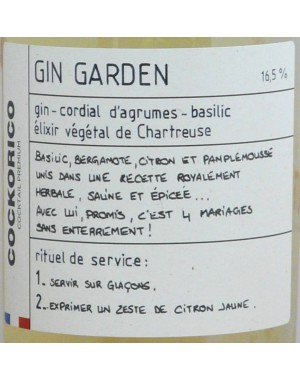 GIN GARDEN
16,5 %
gin - cordial d'agrumes - basilic
élixir végétal de Chartreuse
BASILIC, BERGAMOTE, CITRON ET PAMPLEMOUSSE
UNIS DANS UNE RECETTE ROYALEMENT
HERBALE, SALINE ET ÉPICÉE...
AVEC LUI, PROMIS, C'EST 4 MARIAGES
SANS ENTERREMENT !
rituel de service :
1. SERVIR SUR GLAÇONS.
2. EXPRIMER UN ZESTE DE CITRON JAUNE.
COCKORICO
COCKTAIL PREMIUM